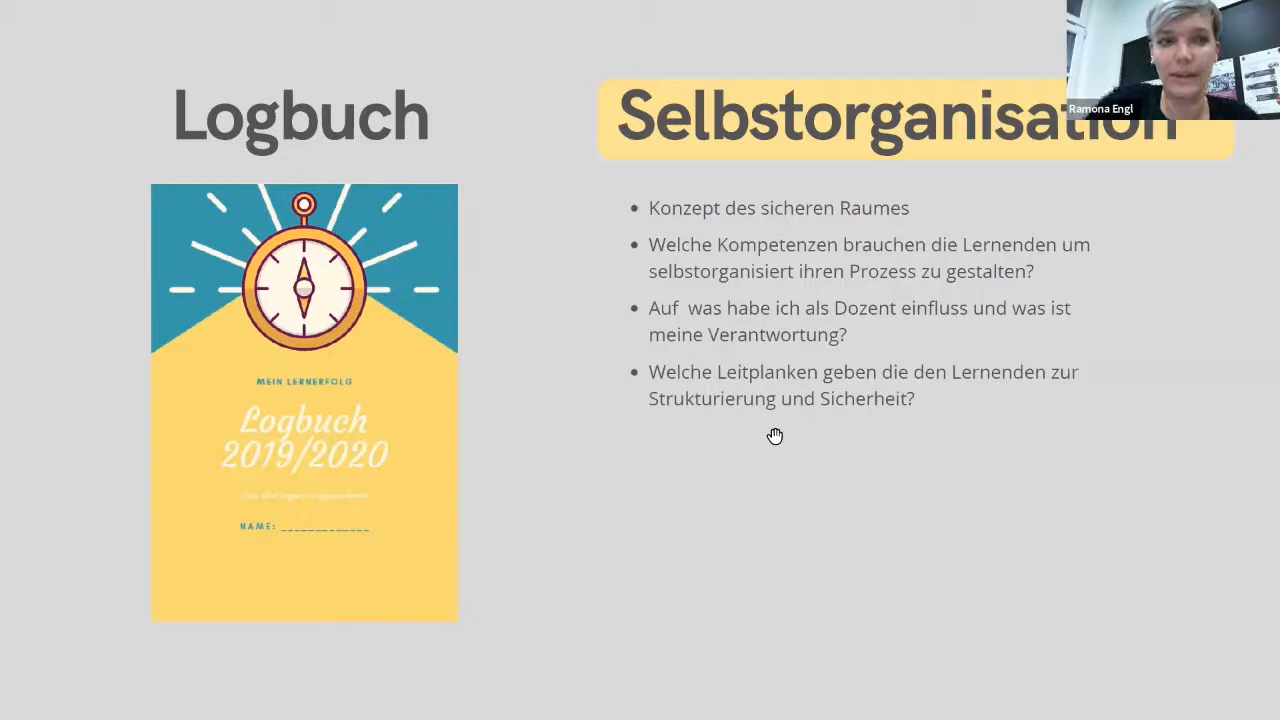 Logbuch
Selbstorganisation
Ramona Engl
Konzept des sicheren Raumes
Welche Kompetenzen brauchen die Lernenden um
selbstorganisiert ihren Prozess zu gestalten?
Auf was habe ich als Dozent einfluss und was ist
meine Verantwortung?
Welche Leitplanken geben die den Lernenden zur
Strukturierung und Sicherheit?
MEIN LERNERFOLG
Logbuch
2019/2020
NAME: _____________